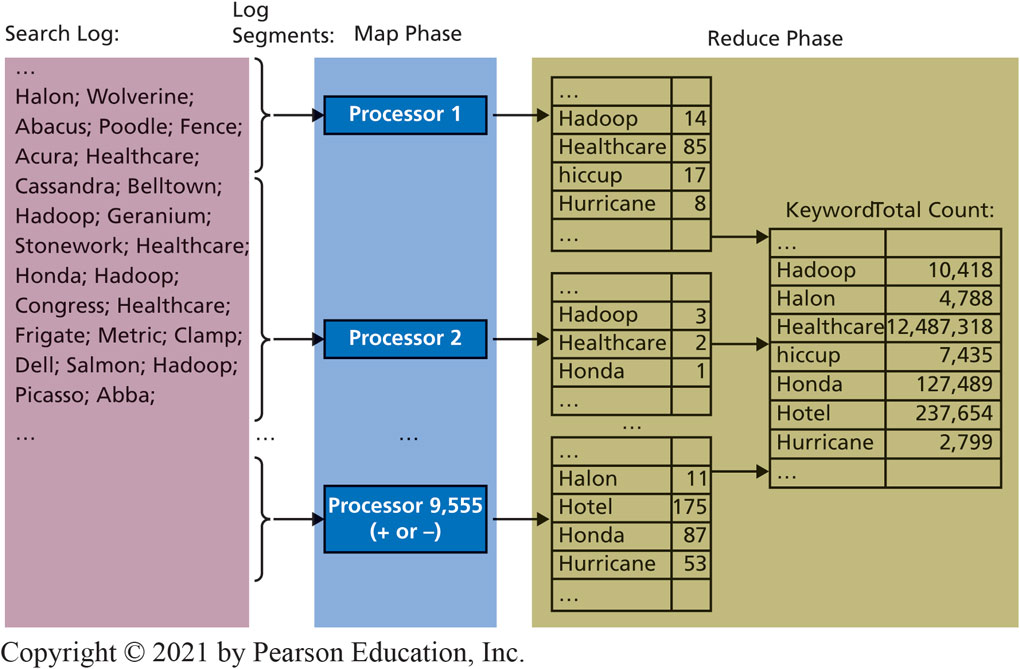 Search Log:
Log
Segments:
Map Phase
Reduce Phase
...
Halon; Wolverine;
Abacus; Poodle; Fence;
Acura; Healthcare;
Cassandra; Belltown;
Hadoop; Geranium;
Stonework; Healthcare;
Honda; Hadoop;
Congress; Healthcare;
Frigate; Metric; Clamp;
Dell; Salmon; Hadoop;
Picasso; Abba;
...
...
Processor 1
Processor 2
...
Processor 9,555
(+ or –)
...
Hadoop 14
Healthcare 85
hiccup 17
Hurricane 8
...
...
Hadoop 3
Healthcare 2
Honda 1
...
...
...
Halon 11
Hotel 175
Honda 87
Hurricane 53
...
Keyword Total Count:
...
Hadoop 10,418
Halon 4,788
Healthcare 12,487,318
hiccup 7,435
Honda 127,489
Hotel 237,654
Hurricane 2,799
...
Copyright © 2021 by Pearson Education, Inc.